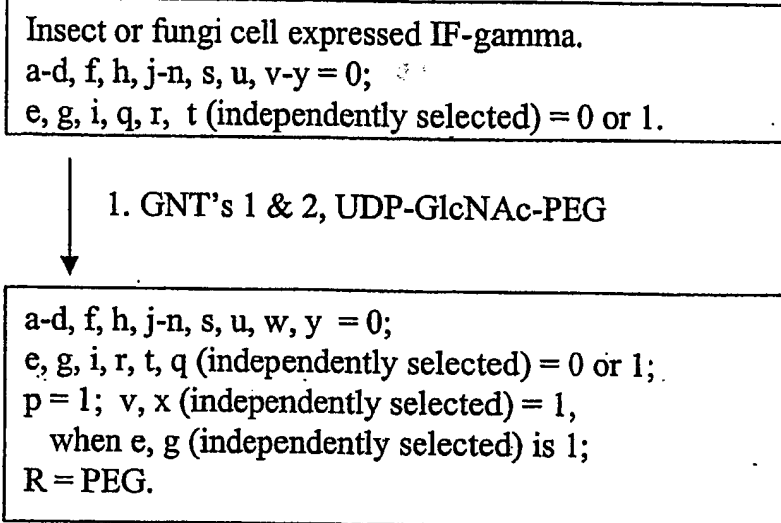 Insect or fungi cell expressed IF-gamma.
a-d, f, h, j-n, s, u, v-y = 0;
e, g, i, q, r, t (independently selected) = 0 or 1.
1. GNT's 1 & 2, UDP-GlcNAc-PEG
a-d, f, h, j-n, s, u, w, y = 0;
e, g, i, r, t, q (independently selected) = 0 or 1;
p = 1; v, x (independently selected) = 1,
when e, g (independently selected) is 1;
R = PEG.